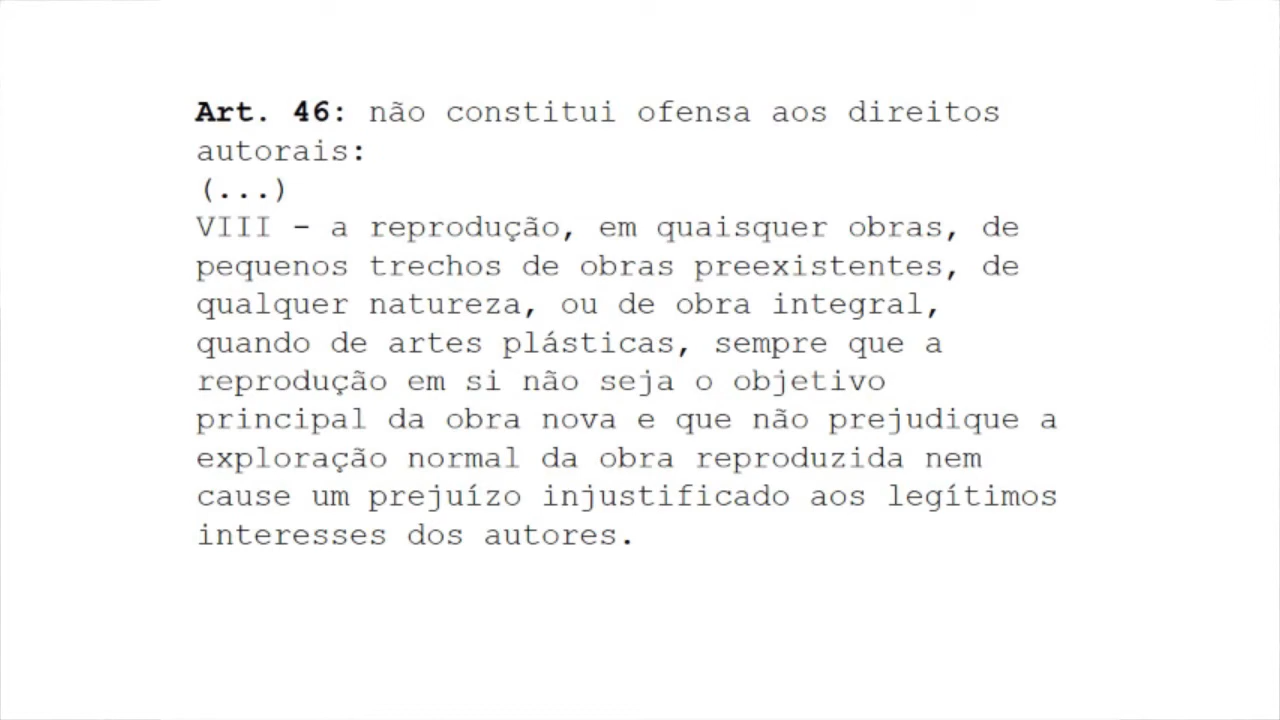 Art. 46: não constitui ofensa aos direitos
autorais:
(...)
VIII - a reprodução, em quaisquer obras, de
pequenos trechos de obras preexistentes, de
qualquer natureza, ou de obra integral,
quando de artes plásticas, sempre que a
reprodução em si não seja o objetivo
principal da obra nova e que não prejudique a
exploração normal da obra reproduzida nem
cause um prejuízo injustificado aos legítimos
interesses dos autores.